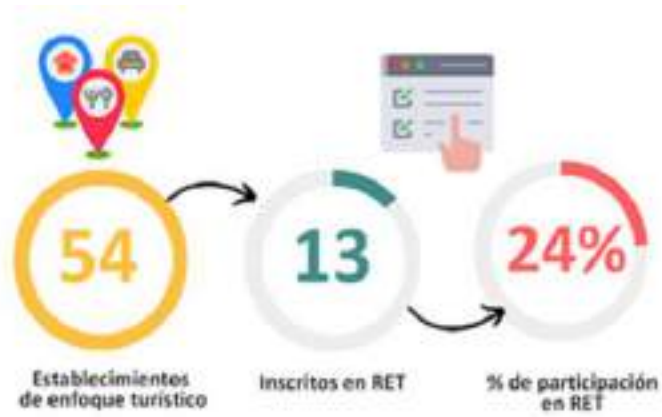 54
13
24%
Establecimientos
de enfoque turístico
Inscritos en RET
% de participación
en RET